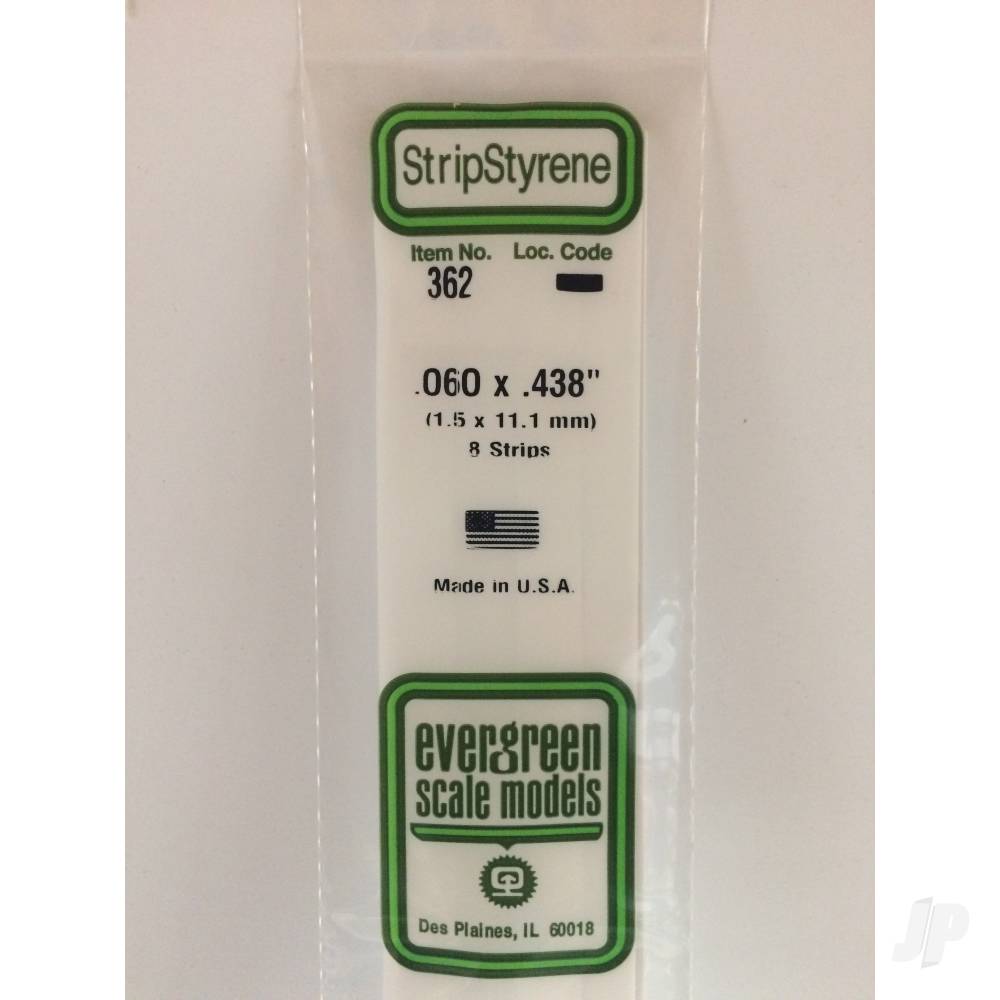 StripStyrene
Item No. Loc. Code
362
.060 x .438"
(1.5 x 11.1 mm)
8 Strips
Made in U.S.A.
evergreen
scale models
Des Plaines, IL 60018
JP